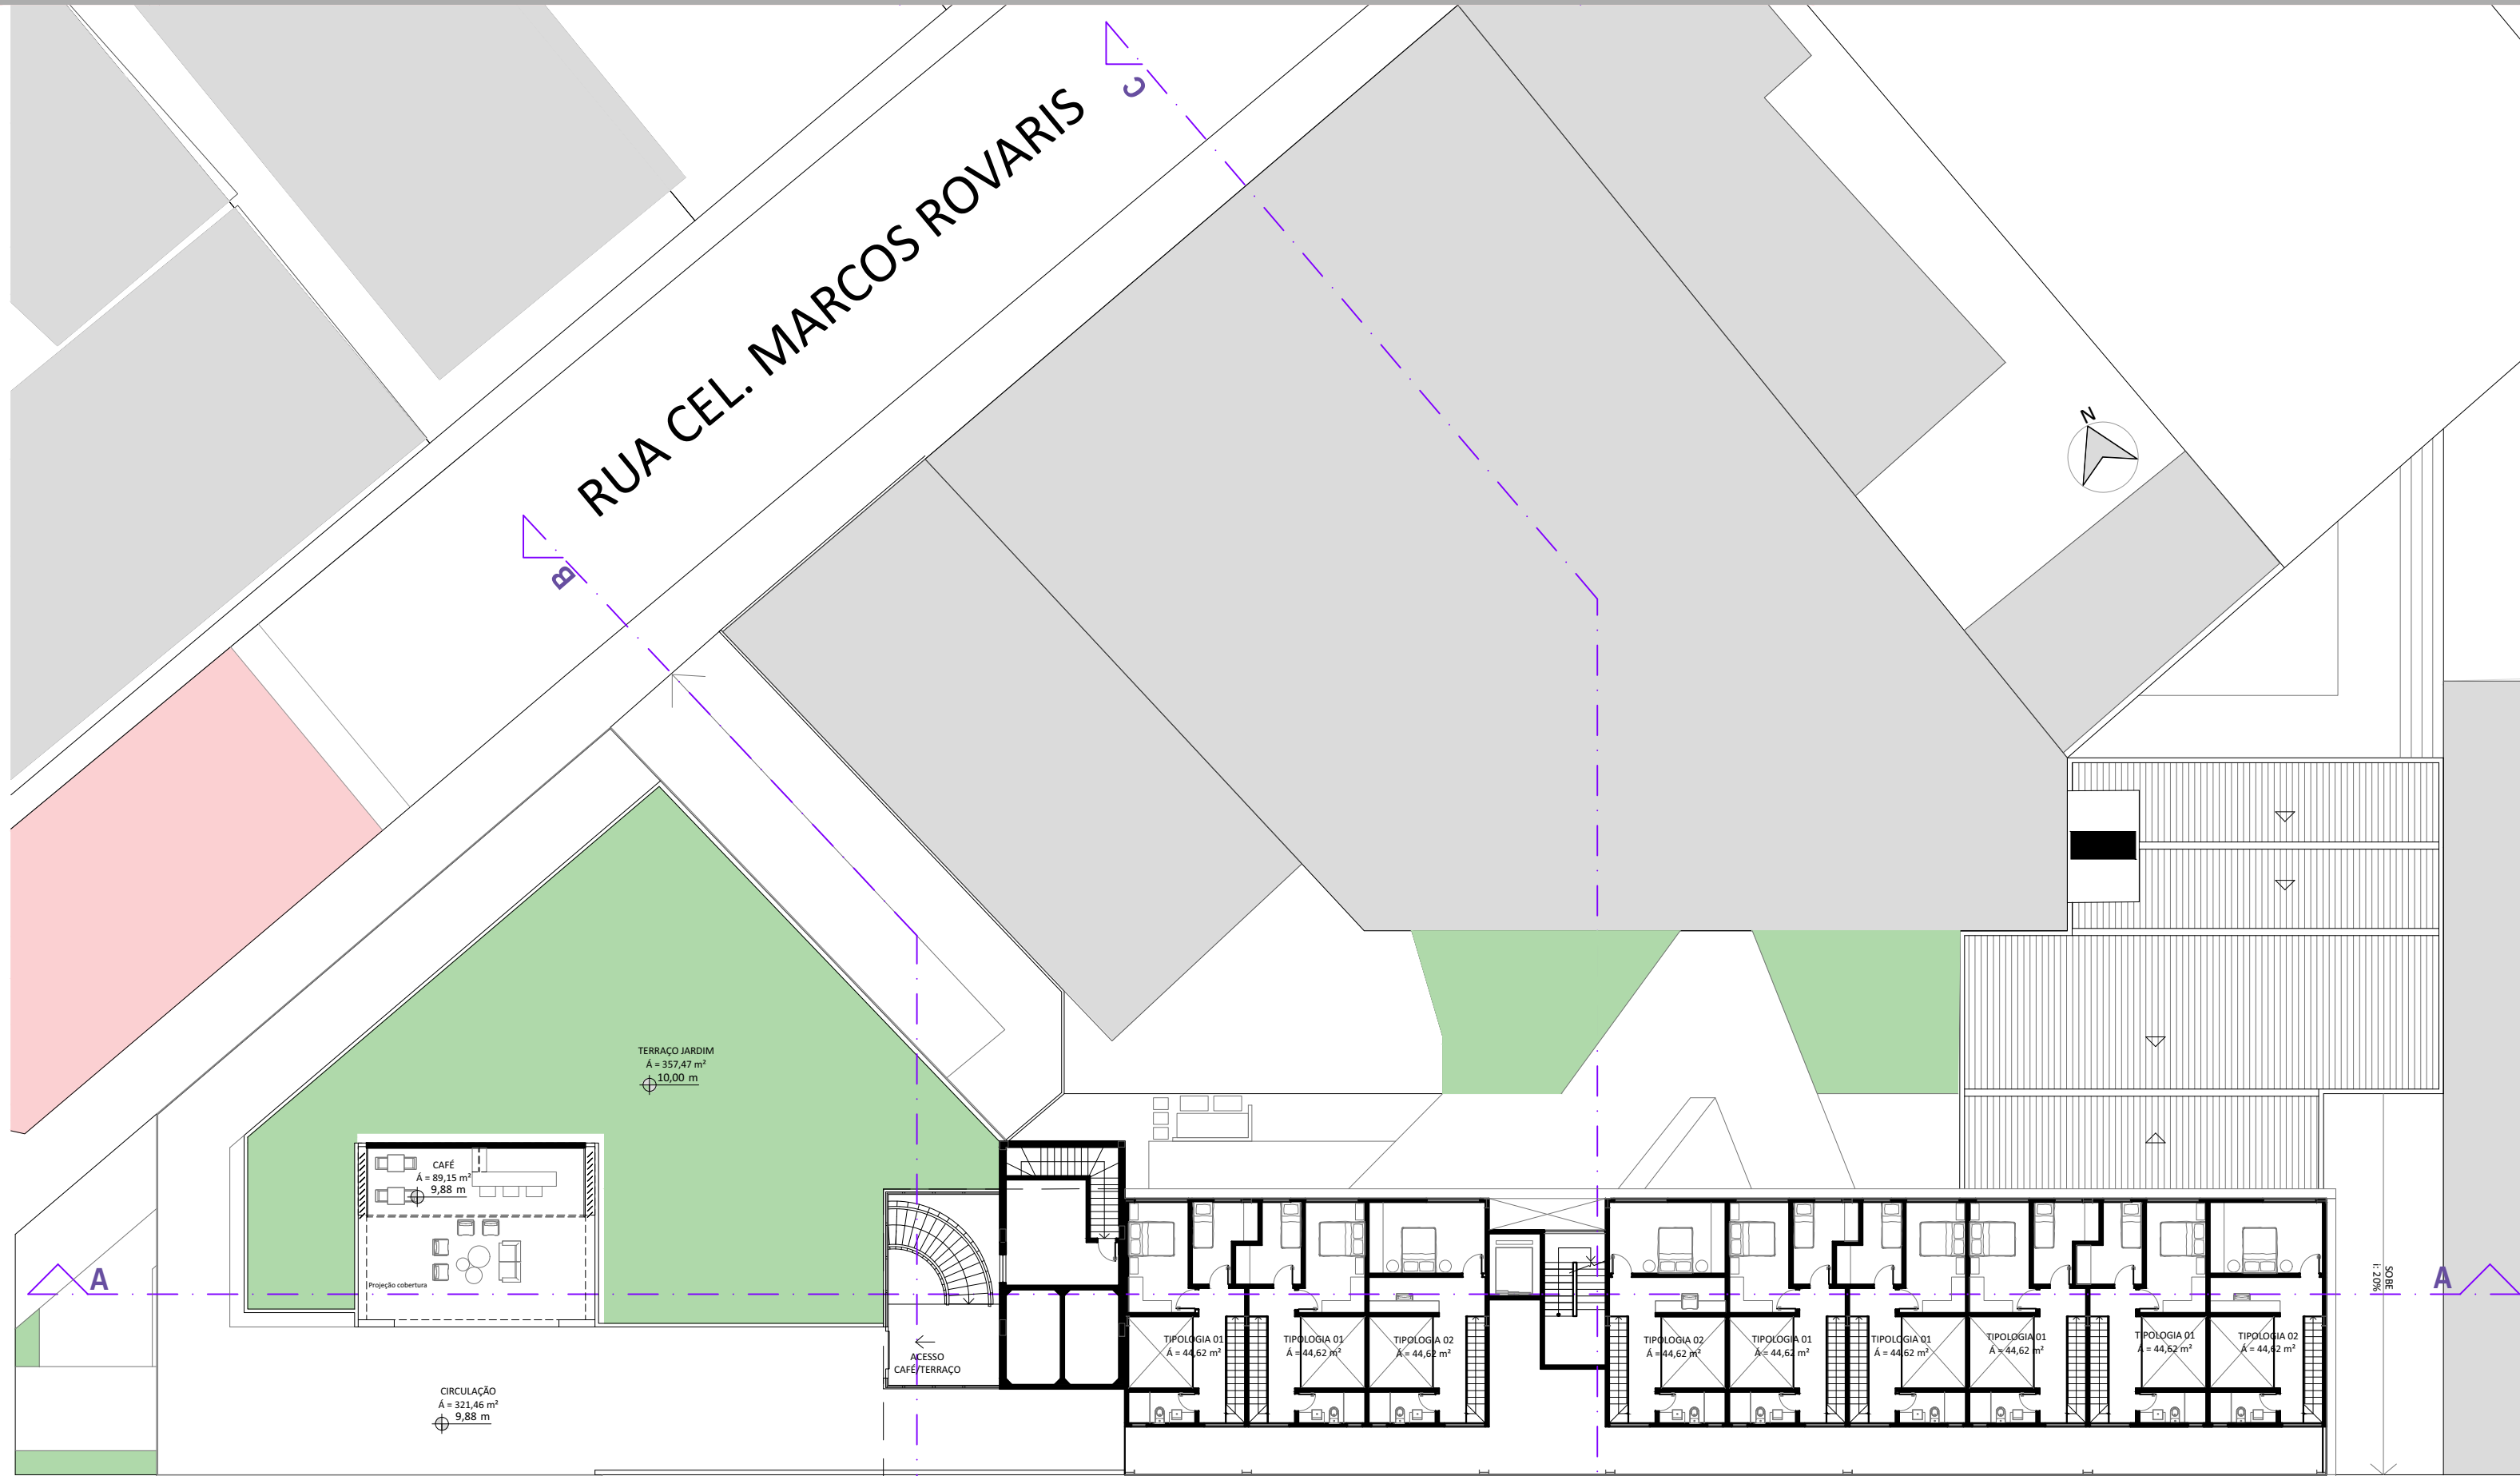 C
RUA CEL. MARCOS ROVARIS
N
B
TERRAÇO JARDIM
Á = 357,47 m²
10,00 m
CAFÉ
Á = 89,15 m²
9,88 m
Projeção cobertura
A
SOBE
i: 20%
A
ACESSO
CAFÉ/TERRAÇO
CIRCULAÇÃO
Á = 321,46 m²
9,88 m
TIPOLOGIA 01
Á = 44,62 m²
TIPOLOGIA 01
Á = 44,62 m²
TIPOLOGIA 02
Á = 44,62 m²
TIPOLOGIA 02
Á = 44,62 m²
TIPOLOGIA 01
Á = 44,62 m²
TIPOLOGIA 01
Á = 44,62 m²
TIPOLOGIA 01
Á = 44,62 m²
TIPOLOGIA 01
Á = 44,62 m²
TIPOLOGIA 02
Á = 44,62 m²